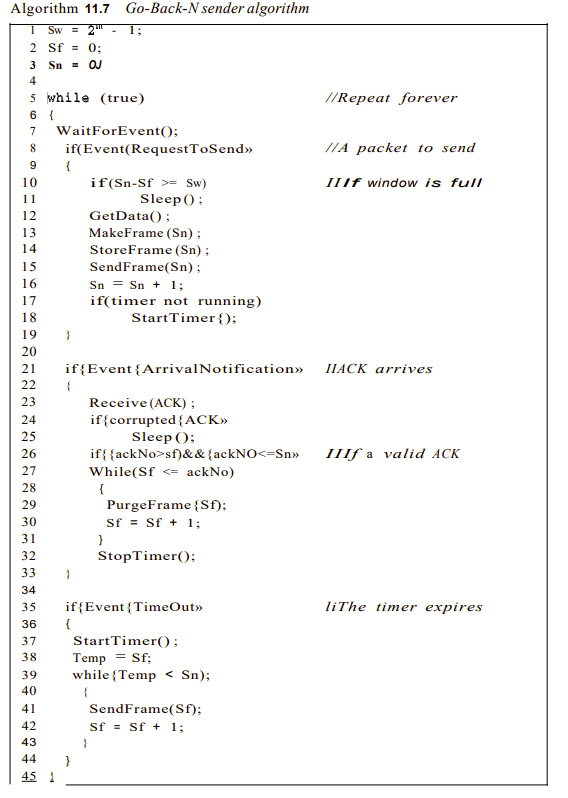 Algorithm 11.7 Go-Back-N sender algorithm
1 Sw = 2m - 1;
2 Sf = 0;
3 Sn = OJ
4
5 while (true) //Repeat forever
6 {
7 WaitForEvent();
8 if(Event(RequestToSend» //A packet to send
9 {
10 if(Sn-Sf >= Sw) IIIf window is full
11 Sleep();
12 GetData();
13 MakeFrame(Sn);
14 StoreFrame(Sn);
15 SendFrame(Sn);
16 Sn = Sn + 1;
17 if(timer not running)
18 StartTimer{);
19 }
20
21 if{Event{ArrivalNotification» IIACK arrives
22 {
23 Receive(ACK);
24 if{corrupted{ACK»
25 Sleep();
26 if{{ackNo>sf)&&{ackNO<=Sn» IIIf a valid ACK
27 While(Sf <= ackNo)
28 {
29 PurgeFrame{Sf);
30 Sf = Sf + 1;
31 }
32 StopTimer();
33 }
34
35 if{Event{TimeOut» liThe timer expires
36 {
37 StartTimer();
38 Temp = Sf;
39 while{Temp < Sn);
40 {
41 SendFrame(Sf);
42 Sf = Sf + 1;
43 }
44 }
45 }